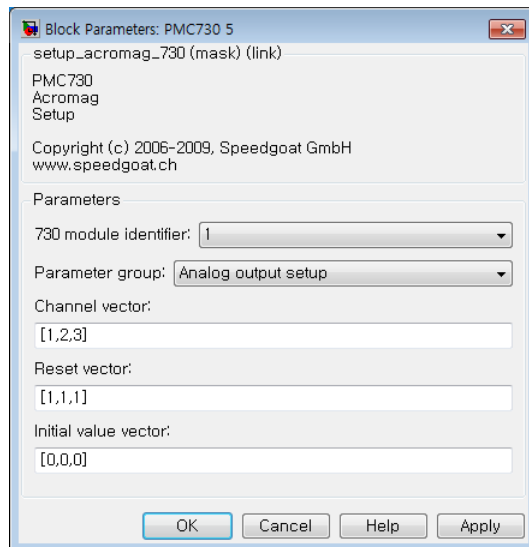 Block Parameters: PMC730 5
setup_acromag_730 (mask) (link)
PMC730
Acromag
Setup
Copyright (c) 2006-2009, Speedgoat GmbH
www.speedgoat.ch
Parameters
730 module identifier: 1
Parameter group: Analog output setup
Channel vector:
[1,2,3]
Reset vector:
[1,1,1]
Initial value vector:
[0,0,0]
OK Cancel Help Apply